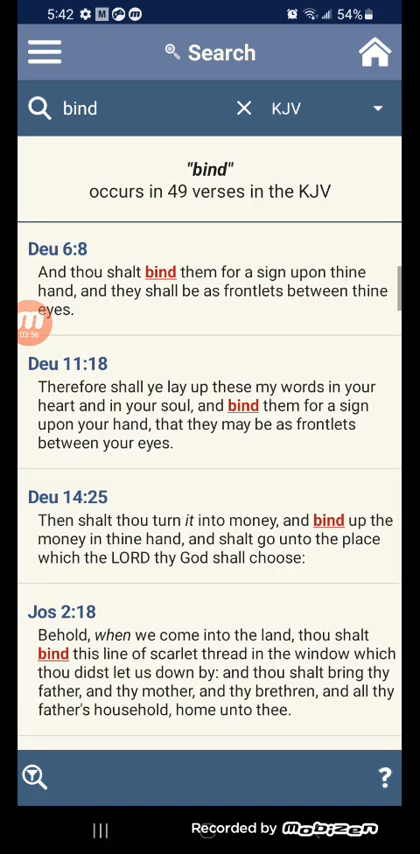 5:42 M m 54%
Search
bind × KJV
"bind"
occurs in 49 verses in the KJV
Deu 6:8
And thou shalt bind them for a sign upon thine
hand, and they shall be as frontlets between thine
eyes.
m
03:56
Deu 11:18
Therefore shall ye lay up these my words in your
heart and in your soul, and bind them for a sign
upon your hand, that they may be as frontlets
between your eyes.
Deu 14:25
Then shalt thou turn it into money, and bind up the
money in thine hand, and shalt go unto the place
which the LORD thy God shall choose:
Jos 2:18
Behold, when we come into the land, thou shalt
bind this line of scarlet thread in the window which
thou didst let us down by: and thou shalt bring thy
father, and thy mother, and thy brethren, and all thy
father's household, home unto thee.
?
Recorded by mobizen